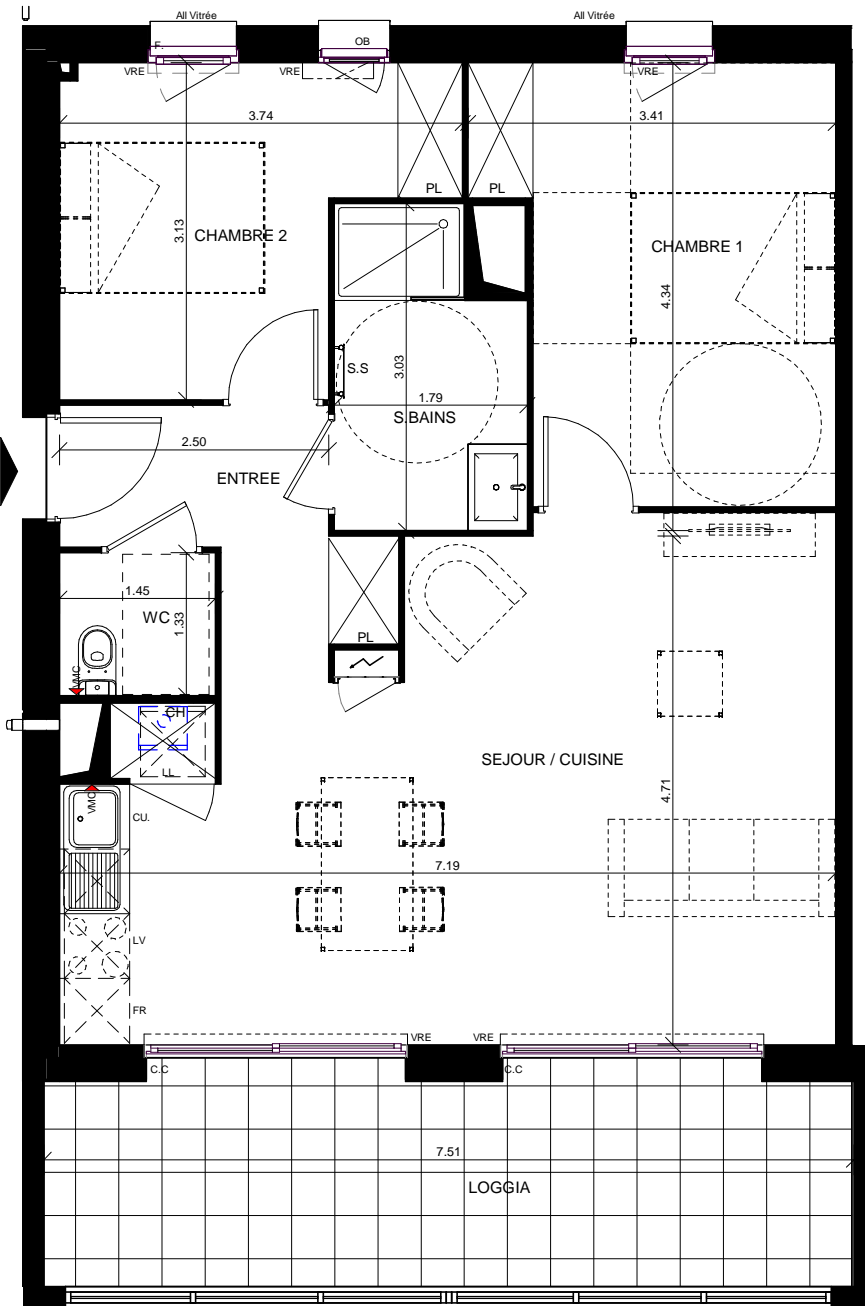 All Vitrée
All Vitrée
F.
OB
VRE
VRE
VRE
3.74
3.41
PL
PL
CHAMBRE 2
3.13
CHAMBRE 1
4.34
S.S
3.03
1.79
S.BAINS
2.50
ENTREE
1.45
WC
1.33
VMC
PL
CH
LL
SEJOUR / CUISINE
4.71
VMC
CU.
7.19
LV
FR
VRE
VRE
C.C
C.C
7.51
LOGGIA